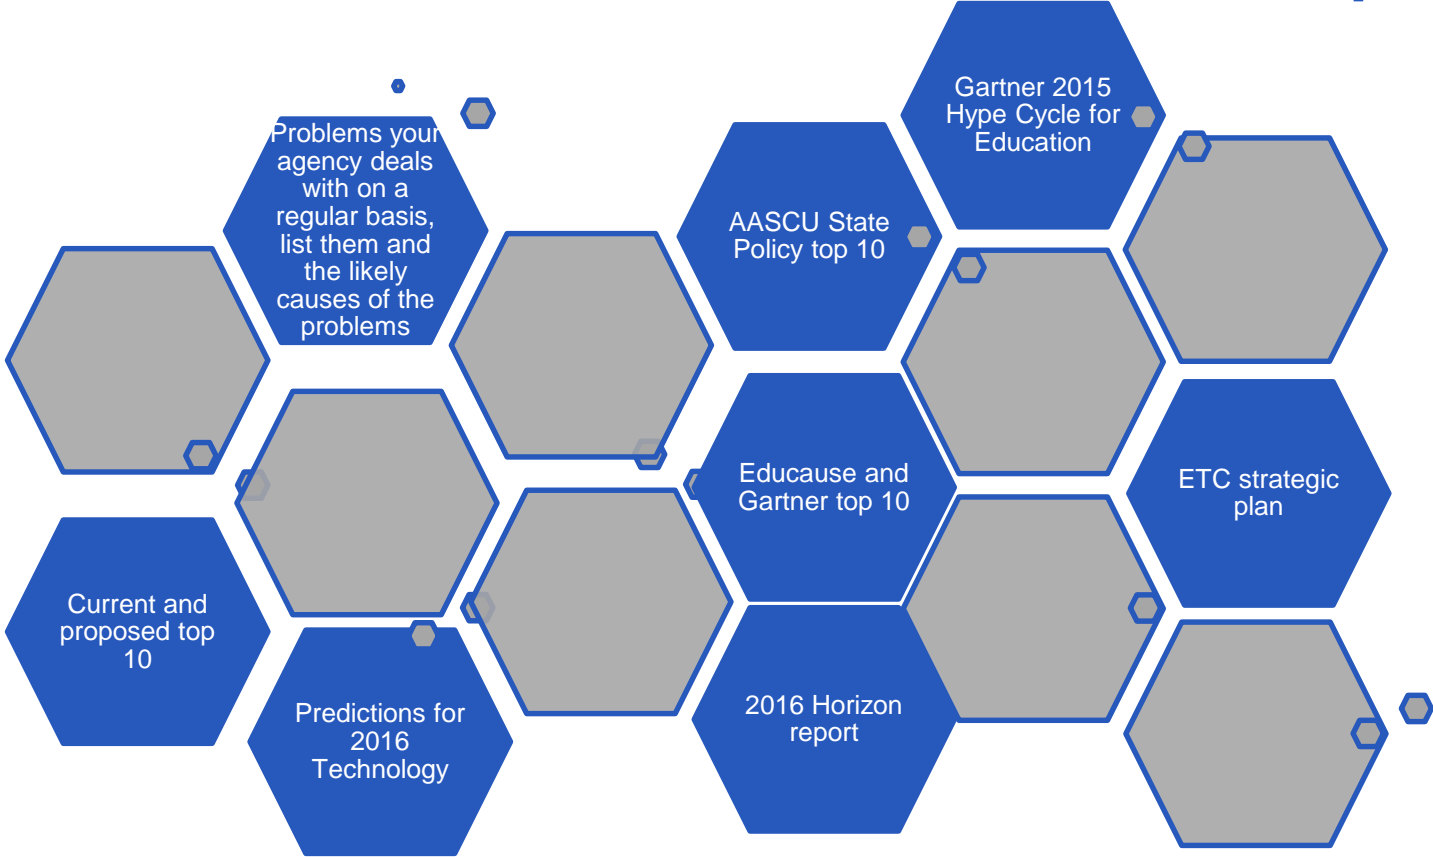 Problems your
agency deals
with on a
regular basis,
list them and
the likely
causes of the
problems
Gartner 2015
Hype Cycle for
Education
AASCU State
Policy top 10
Educause and
Gartner top 10
ETC strategic
plan
Current and
proposed top
10
Predictions for
2016
Technology
2016 Horizon
report